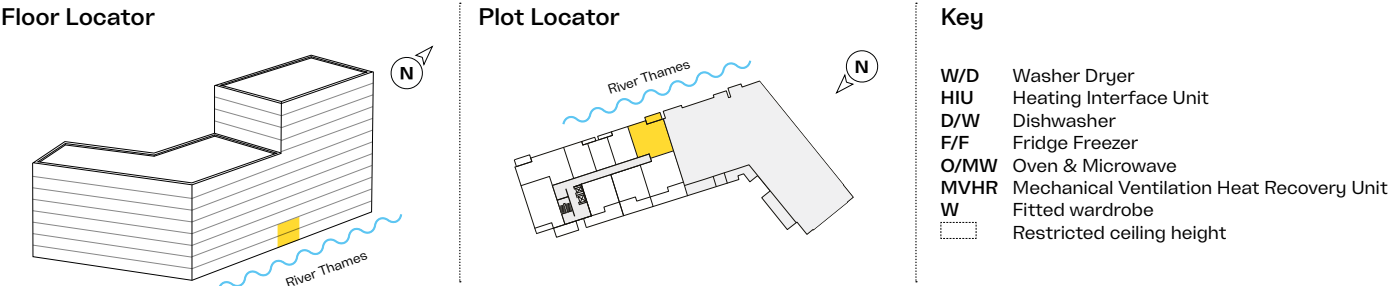 Floor Locator
N
River Thames
Plot Locator
River Thames
N
Key
W/D Washer Dryer
HIU Heating Interface Unit
D/W Dishwasher
F/F Fridge Freezer
O/MW Oven & Microwave
MVHR Mechanical Ventilation Heat Recovery Unit
W Fitted wardrobe
Restricted ceiling height